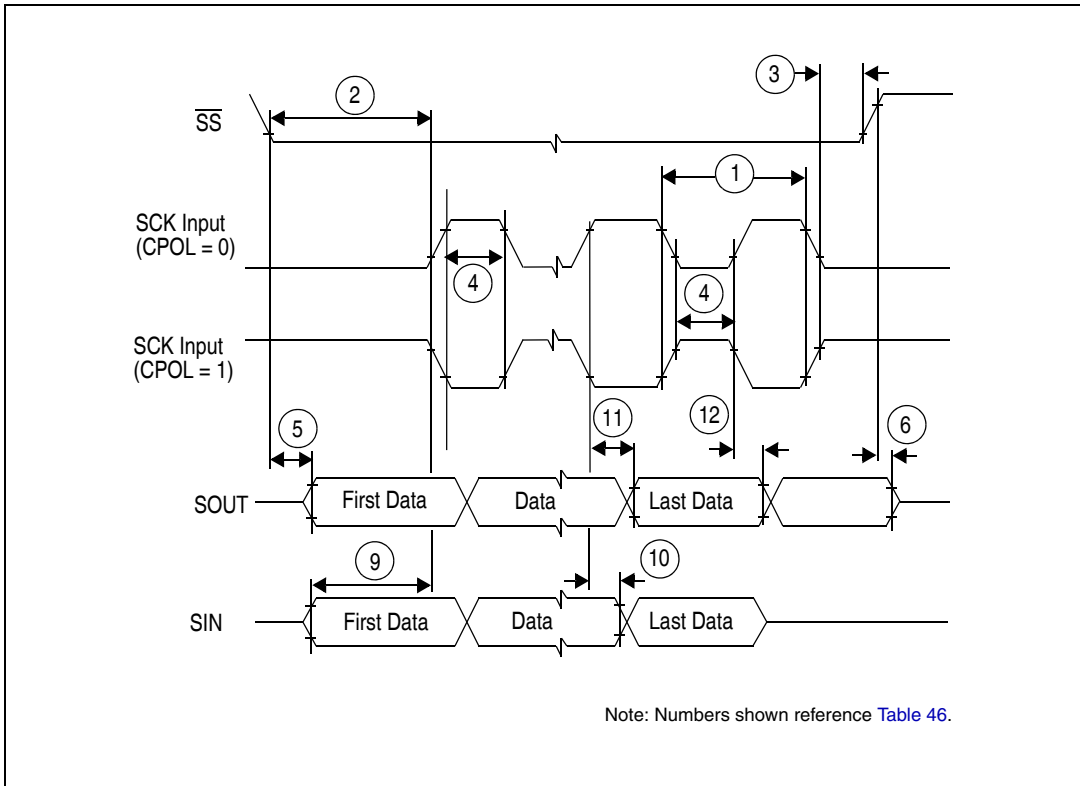 3
2
SS
1
SCK Input
(CPOL = 0)
4
4
SCK Input
(CPOL = 1)
11
12
5
6
SOUT
First Data
Data
Last Data
9
10
SIN
First Data
Data
Last Data
Note: Numbers shown reference Table 46.